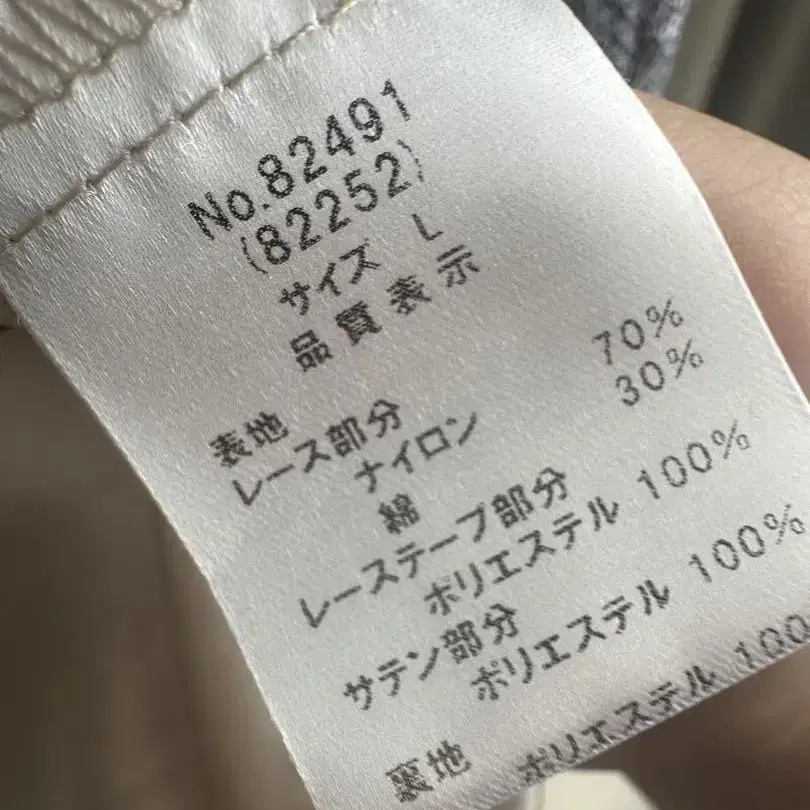 No.82491
(82252)
サイズ L
品質表示
表地
レース部分
ナイロン 70%
綿 30%
レーステープ部分
ポリエステル 100%
サテン部分
ポリエステル 100%
裏地 ポリエステル 100